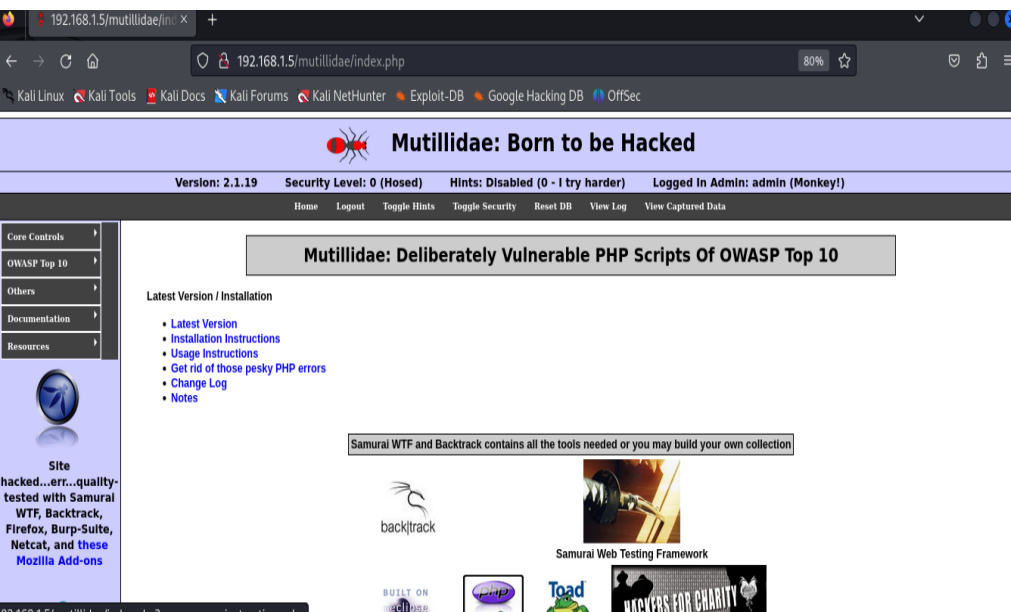 192.168.1.5/mutillidae/ind
192.168.1.5/mutillidae/index.php
80%
Kali Linux Kali Tools Kali Docs Kali Forums Kali NetHunter Exploit-DB Google Hacking DB OffSec
Mutillidae: Born to be Hacked
Version: 2.1.19 Security Level: 0 (Hosed) Hints: Disabled (0 - I try harder) Logged In Admin: admin (Monkey!)
Home Logout Toggle Hints Toggle Security Reset DB View Log View Captured Data
Core Controls
OWASP Top 10
Others
Documentation
Resources
Site
hacked...err...quality-
tested with Samurai
WTF, Backtrack,
Firefox, Burp-Suite,
Netcat, and these
Mozilla Add-ons
Mutillidae: Deliberately Vulnerable PHP Scripts Of OWASP Top 10
Latest Version / Installation
Latest Version
Installation Instructions
Usage Instructions
Get rid of those pesky PHP errors
Change Log
Notes
Samurai WTF and Backtrack contains all the tools needed or you may build your own collection
back|track
Samurai Web Testing Framework
BUILT ON
eclipse
php
Toad
HACKERS FOR CHARITY